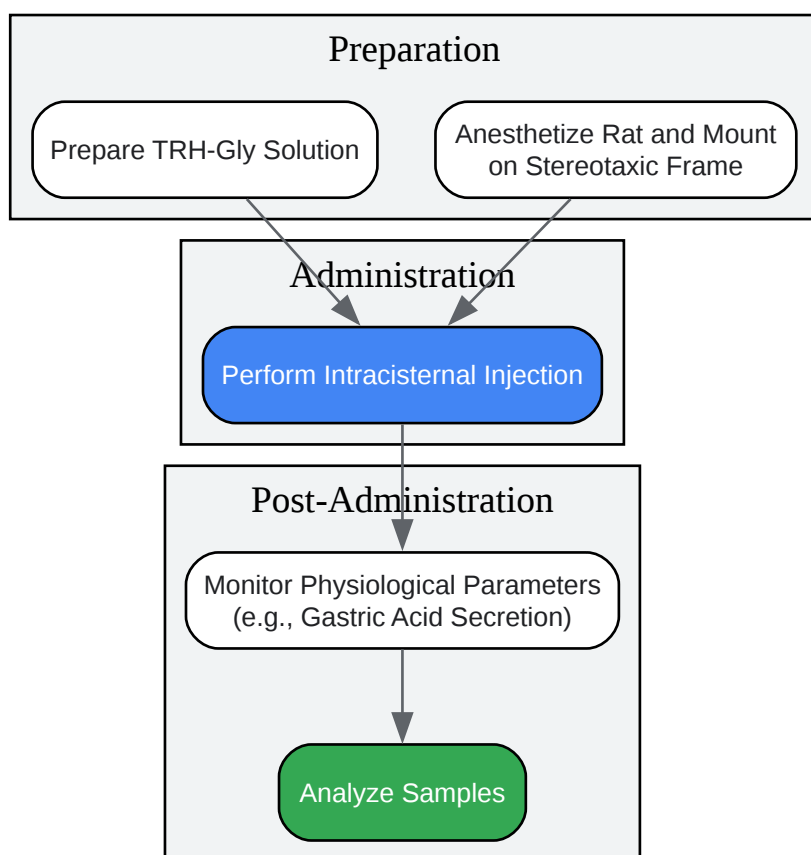 Preparation
Prepare TRH-Gly Solution
Anesthetize Rat and Mount
on Stereotaxic Frame
Administration
Perform Intracisternal Injection
Post-Administration
Monitor Physiological Parameters
(e.g., Gastric Acid Secretion)
Analyze Samples